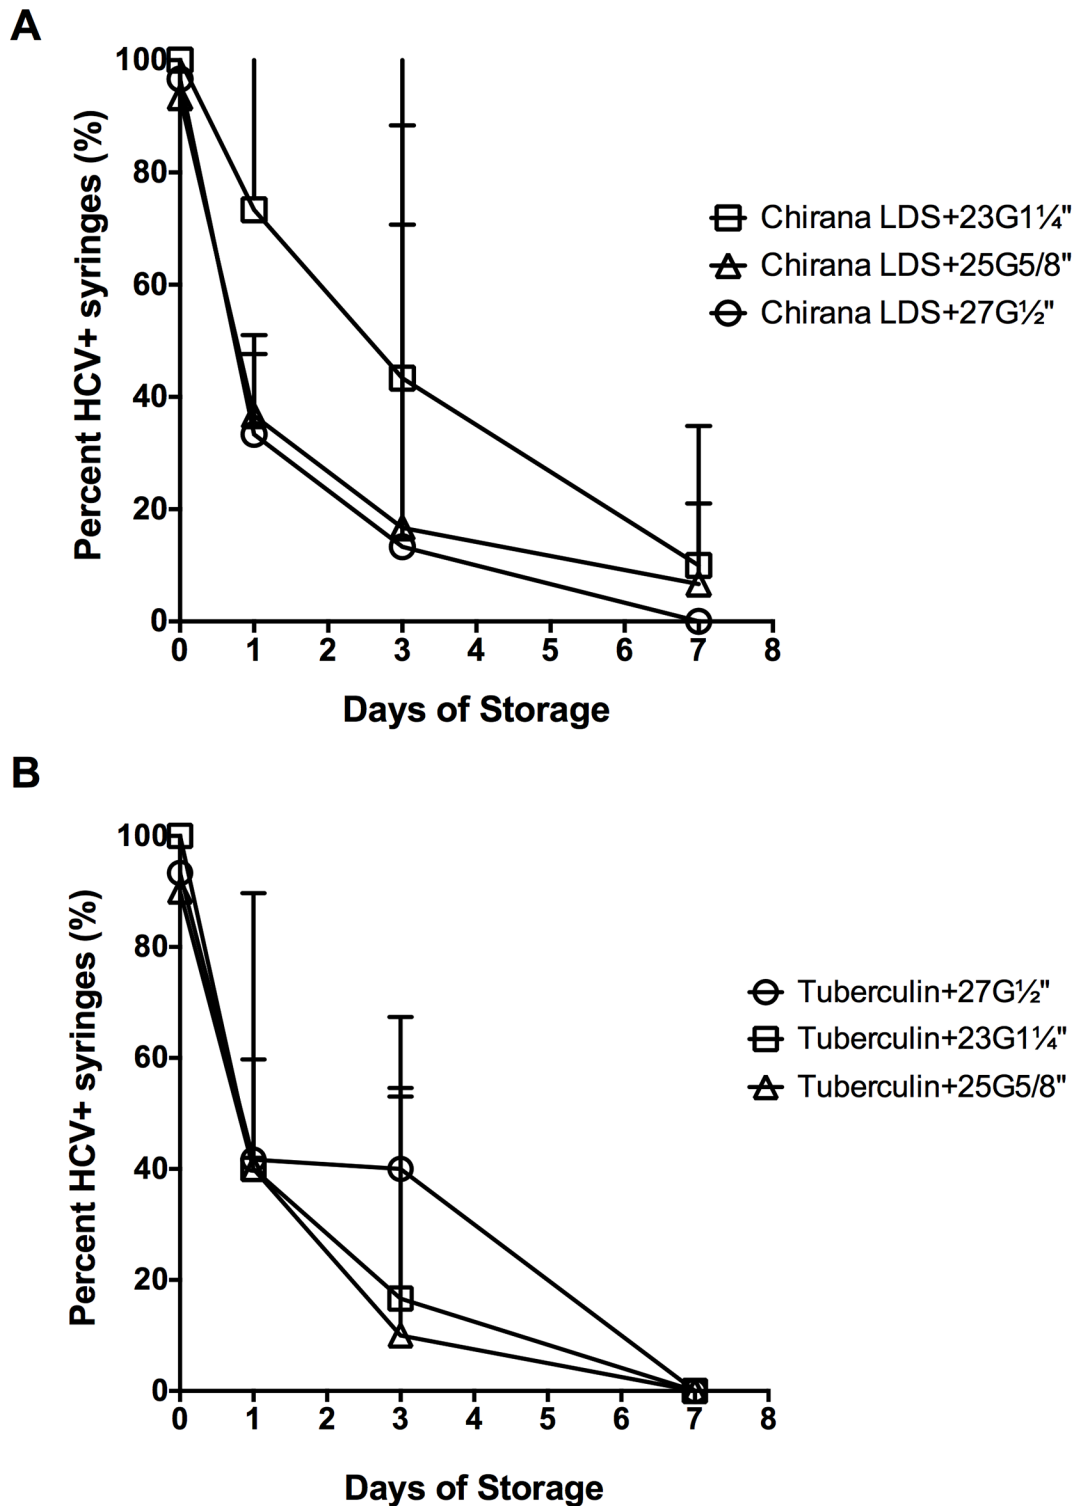 A
Percent HCV+ syringes (%)
100
80
60
40
20
0
0 1 2 3 4 5 6 7 8
Days of Storage
Chirana LDS+23G1¼"
Chirana LDS+25G5/8"
Chirana LDS+27G½"
B
Percent HCV+ syringes (%)
100
80
60
40
20
0
0 1 2 3 4 5 6 7 8
Days of Storage
Tuberculin+27G½"
Tuberculin+23G1¼"
Tuberculin+25G5/8"